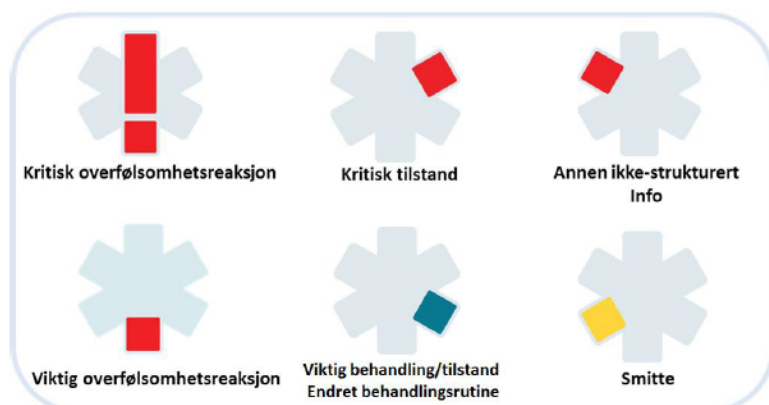 Kritisk overfølsomhetsreaksjon
Kritisk tilstand
Annen ikke-strukturert
Info
Viktig overfølsomhetsreaksjon
Viktig behandling/tilstand
Endret behandlingsrutine
Smitte